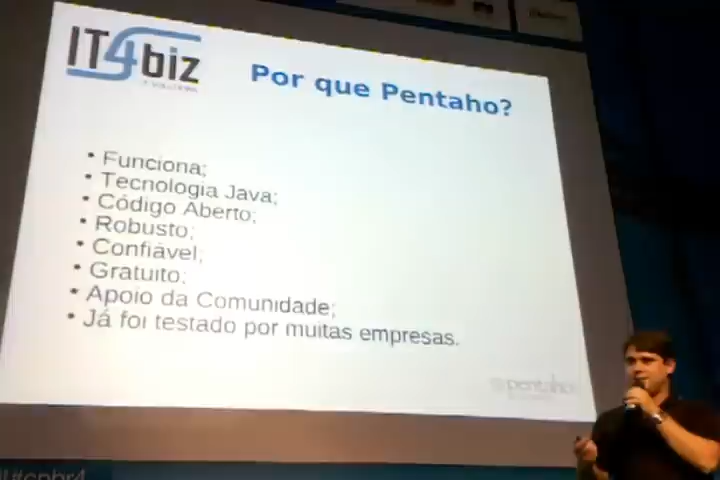 IT4biz
Por que Pentaho?
• Funciona;
• Tecnologia Java;
• Código Aberto;
• Robusto;
• Confiável;
• Gratuito;
• Apoio da Comunidade;
• Já foi testado por muitas empresas.
pentaho
#cpbr4